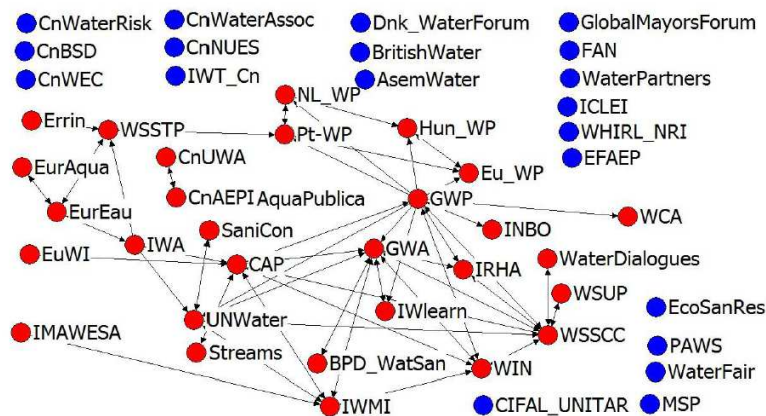 CnWaterRisk
CnWaterAssoc
Dnk_WaterForum
GlobalMayorsForum
CnBSD
CnNUES
BritishWater
FAN
CnWEC
IWT_Cn
AsemWater
WaterPartners
NL_WP
ICLEI
Errin
WSSTP
Pt-WP
Hun_WP
WHIRL_NRI
EFAEP
EurAqua
CnUWA
Eu_WP
CnAEPI
AquaPublica
GWP
EurEau
SaniCon
INBO
WCA
EuWI
IWA
CAP
GWA
IRHA
WaterDialogues
WSUP
EcoSanRes
IMAWESA
UNWater
IWlearn
WSSCC
Streams
BPD_WatSan
WIN
PAWS
WaterFair
IWMI
CIFAL_UNITAR
MSP